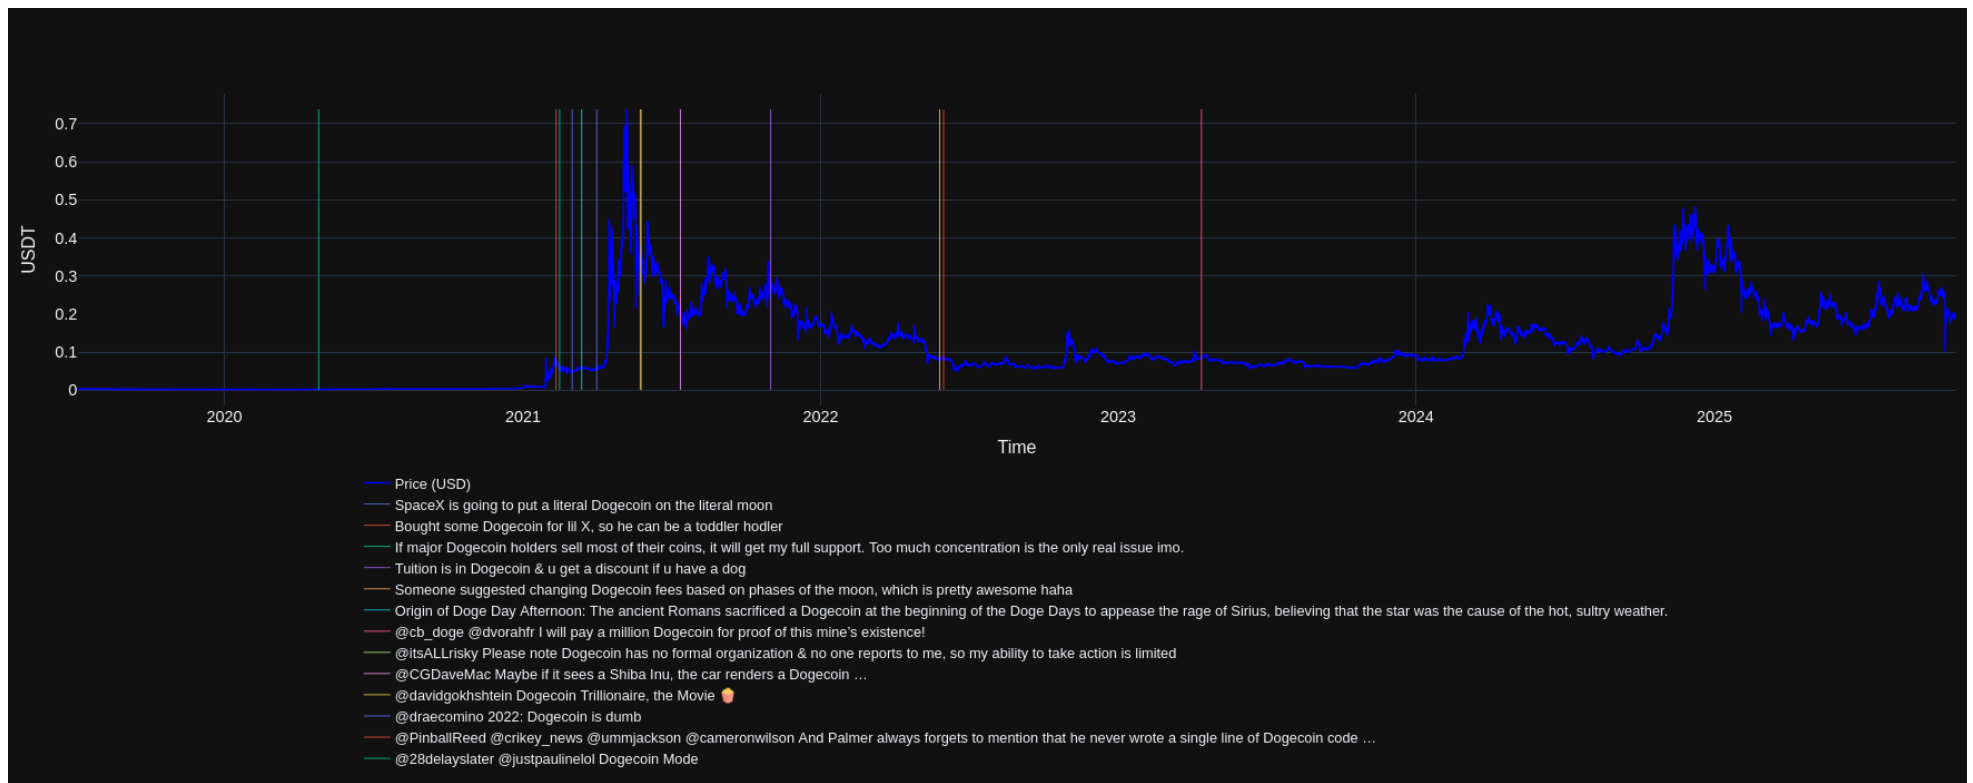 0.7
0.6
0.5
0.4
0.3
0.2
0.1
0
USDT
2020
2021
2022
2023
2024
2025
Time
Price (USD)
SpaceX is going to put a literal Dogecoin on the literal moon
Bought some Dogecoin for lil X, so he can be a toddler hodler
If major Dogecoin holders sell most of their coins, it will get my full support. Too much concentration is the only real issue imo.
Tuition is in Dogecoin & u get a discount if u have a dog
Someone suggested changing Dogecoin fees based on phases of the moon, which is pretty awesome haha
Origin of Doge Day Afternoon: The ancient Romans sacrificed a Dogecoin at the beginning of the Doge Days to appease the rage of Sirius, believing that the star was the cause of the hot, sultry weather.
@cb_doge @dvorahfr I will pay a million Dogecoin for proof of this mine’s existence!
@itsALLrisky Please note Dogecoin has no formal organization & no one reports to me, so my ability to take action is limited
@CGDaveMac Maybe if it sees a Shiba Inu, the car renders a Dogecoin …
@davidgokhshtein Dogecoin Trillionaire, the Movie 🍿
@draecomino 2022: Dogecoin is dumb
@PinballReed @crikey_news @ummjackson @cameronwilson And Palmer always forgets to mention that he never wrote a single line of Dogecoin code …
@28delayslater @justpaulinelol Dogecoin Mode